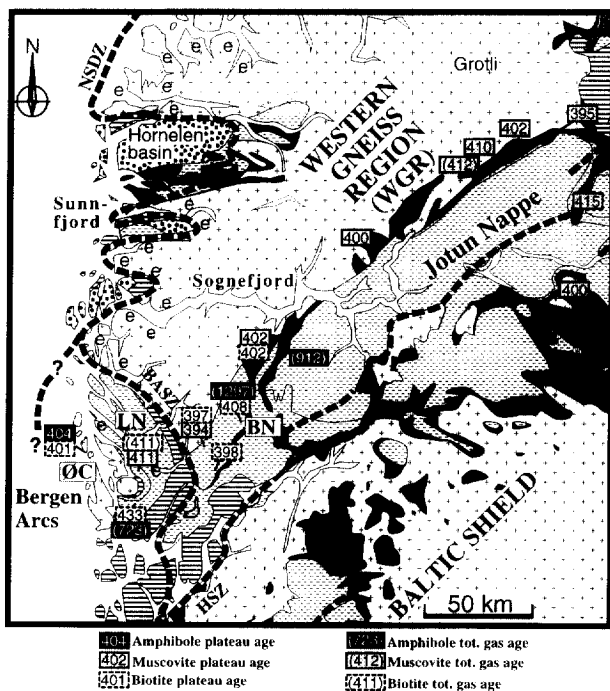 N
NSDZ
e e e e e e e
Grotli
Hornelen
basin
WESTERN
GNEISS
REGION
(WGR)
402
395
410
(412)
415
Sunn-
fjord
400
Jotun Nappe
Sognefjord
400
402
402
(912)
?
BASZ
LN
397
394
408
BN
404
401
?
(411)
411
398
ØC
Bergen
Arcs
433
HSZ
BALTIC SHIELD
50 km
404 Amphibole plateau age
402 Muscovite plateau age
401 Biotite plateau age
Amphibole tot. gas age
(412) Muscovite tot. gas age
(411) Biotite tot. gas age